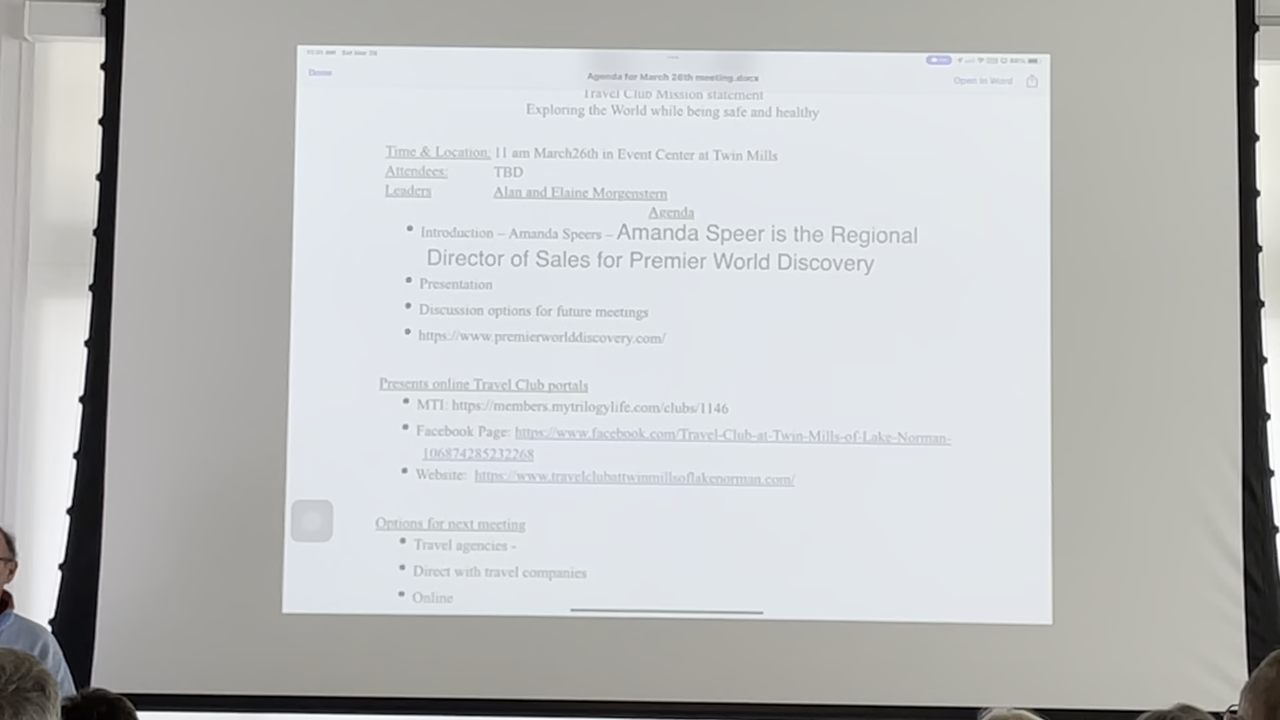 Done
Agenda for March 26th meeting.docx
Open in Word
Travel Club Mission statement
Exploring the World while being safe and healthy
Time & Location: 11 am March26th in Event Center at Twin Mills
Attendees: TBD
Leaders Alan and Elaine Morgenstern
Agenda
• Introduction – Amanda Speers – Amanda Speer is the Regional
Director of Sales for Premier World Discovery
• Presentation
• Discussion options for future meetings
• https://www.premierworlddiscovery.com/
Presents online Travel Club portals
• MTI: https://members.mytrilogylife.com/clubs/1146
• Facebook Page: https://www.facebook.com/Travel-Club-at-Twin-Mills-of-Lake-Norman-
106874285232268
• Website: https://www.travelclubattwinmillsoflakenorman.com/
Options for next meeting
• Travel agencies -
• Direct with travel companies
• Online